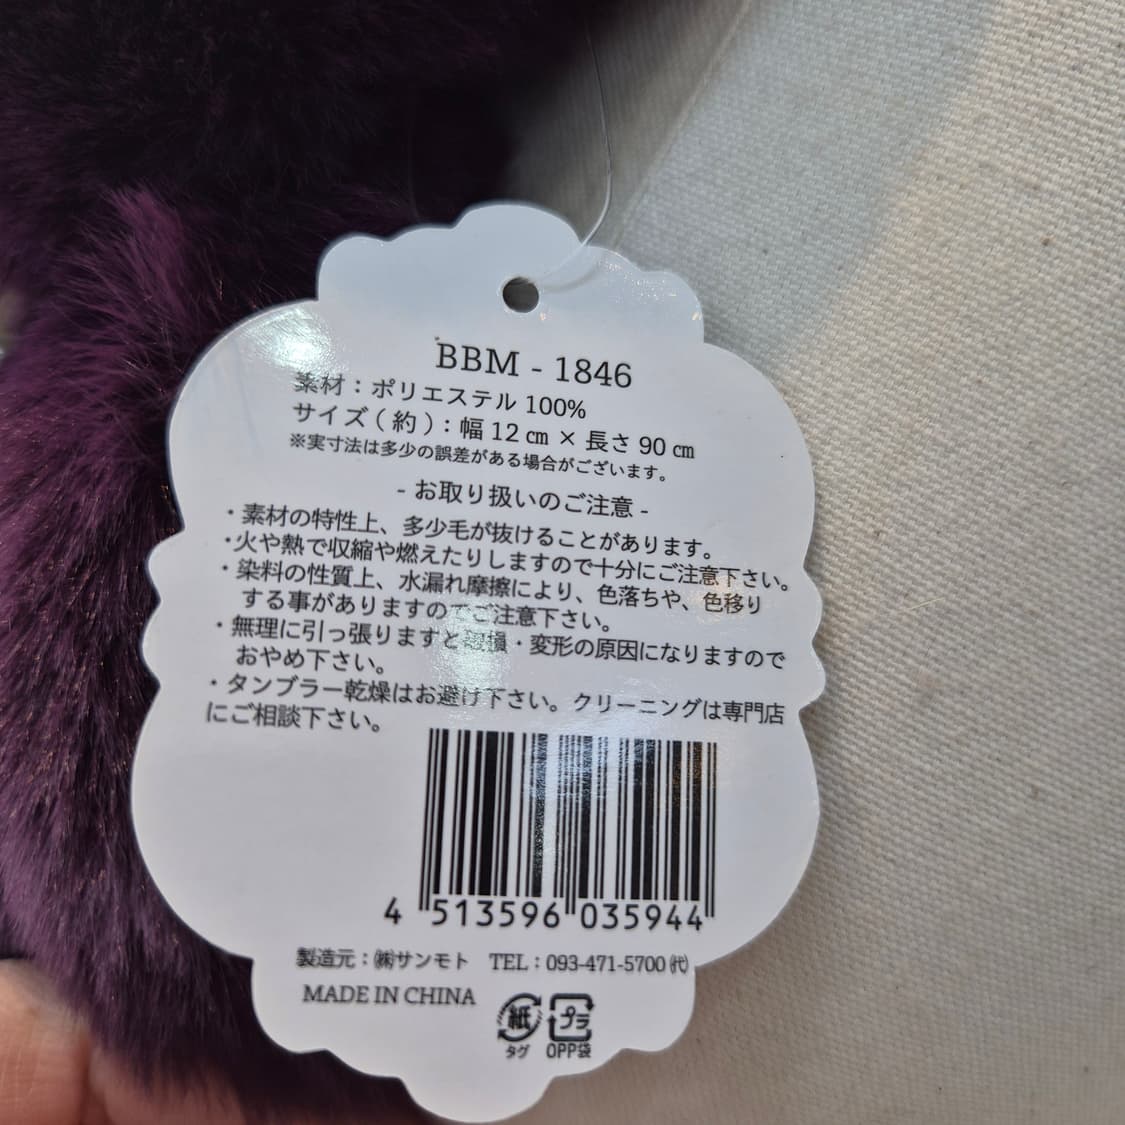 BBM - 1846
素材：ポリエステル 100%
サイズ（約）：幅 12 ㎝ × 長さ 90 ㎝
※実寸法は多少の誤差がある場合がございます。
- お取り扱いのご注意 -
・素材の特性上、多少毛が抜けることがあります。
・火や熱で収縮や燃えたりしますので十分にご注意下さい。
・染料の性質上、水漏れ摩擦により、色落ちや、色移り
する事がありますのでご注意下さい。
・無理に引っ張りますと破損・変形の原因になりますので
おやめ下さい。
・タンブラー乾燥はお避け下さい。クリーニングは専門店
にご相談下さい。
4 513596 035944
製造元：㈱サンモト TEL：093-471-5700 ㈹
MADE IN CHINA
紙 プラ
タグ OPP袋